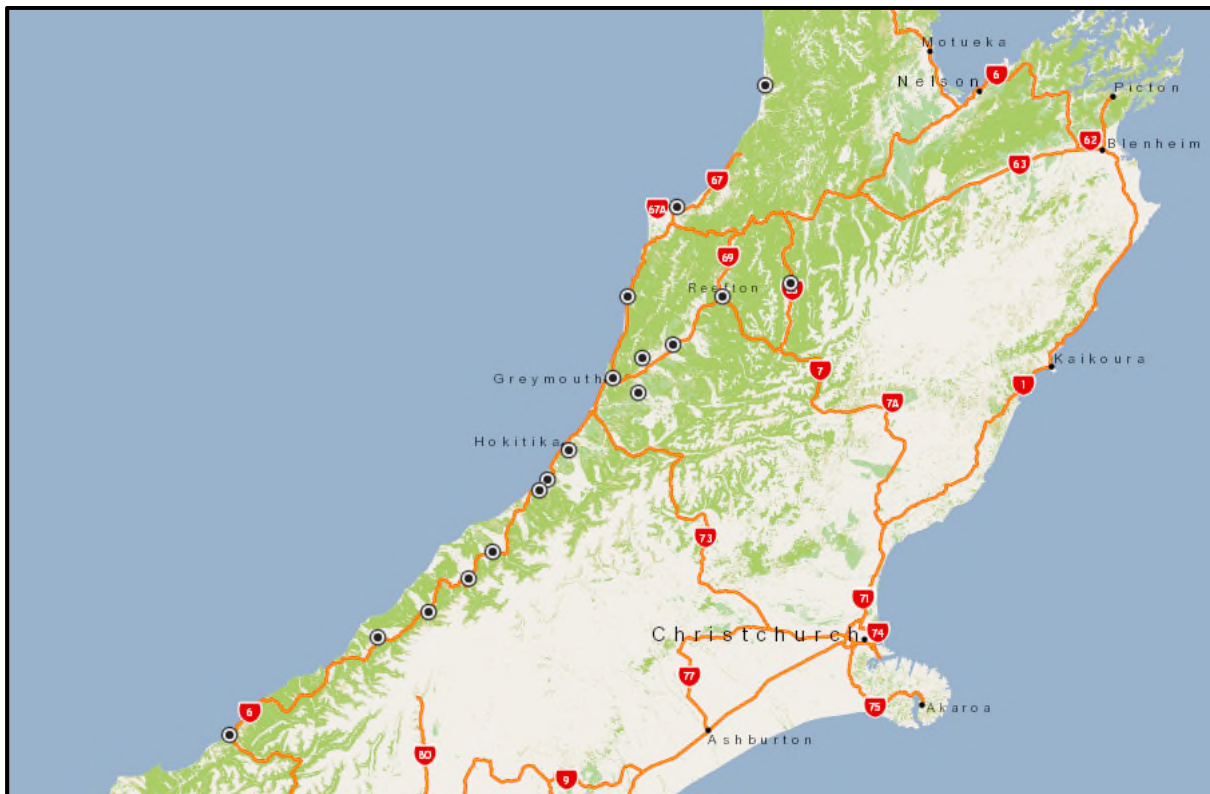 Motueka
Nelson
6
Picton
62
Blenheim
63
67
67A
69
Reefton
Kaikoura
7
1
Greymouth
7A
Hokitika
73
71
Christchurch
74
77
6
75
Akaroa
Ashburton
80
9